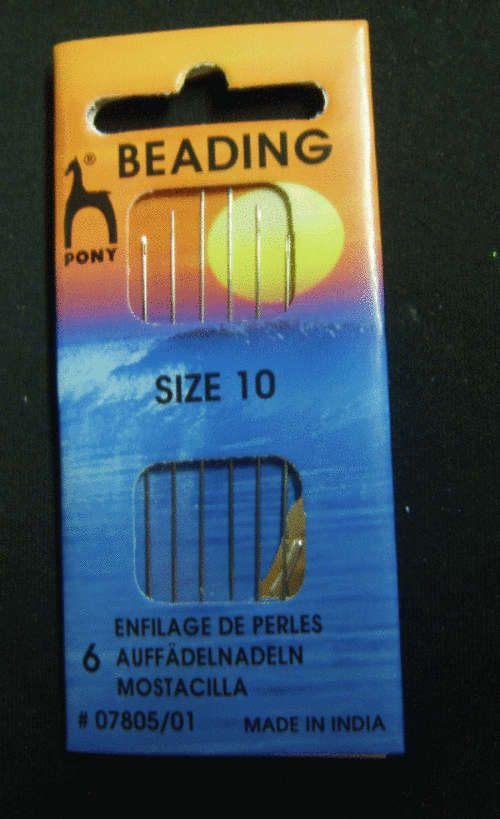 BEADING
®
PONY
SIZE 10
ENFILAGE DE PERLES
6 AUFFÄDELNADELN
MOSTACILLA
# 07805/01 MADE IN INDIA